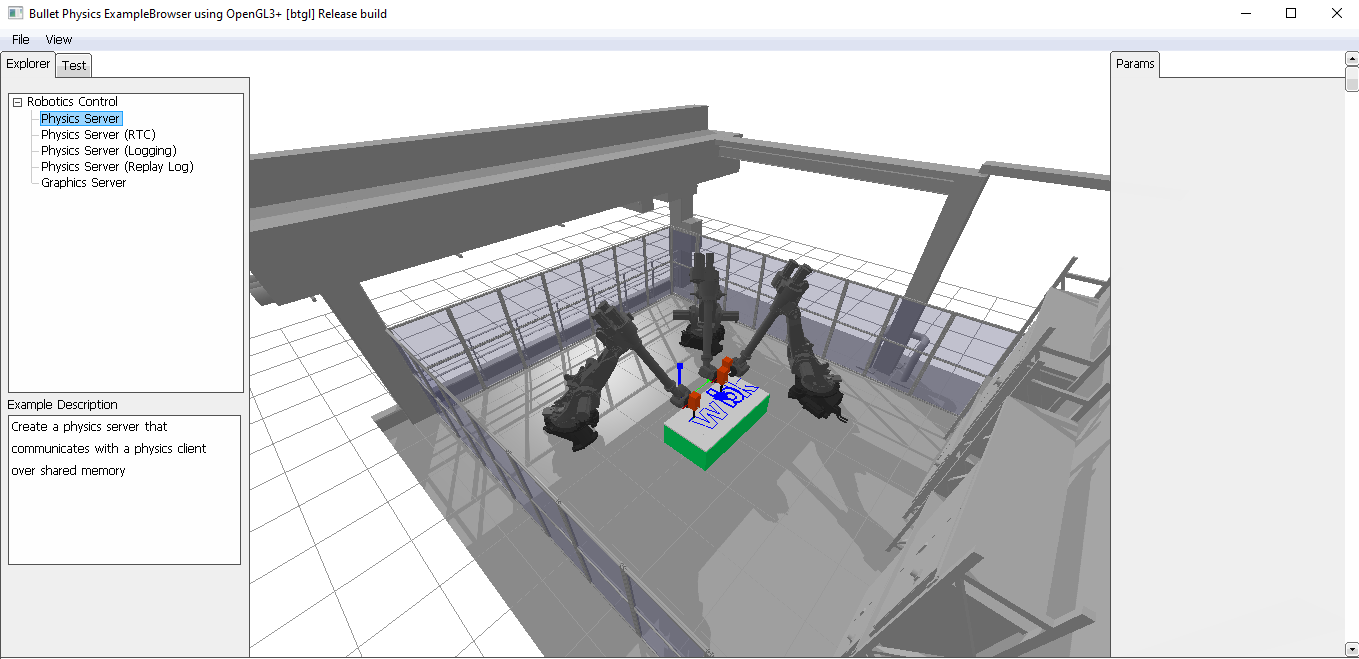 Bullet Physics ExampleBrowser using OpenGL3+ [btgl] Release build
File View
Explorer Test
Params
Robotics Control
Physics Server
Physics Server (RTC)
Physics Server (Logging)
Physics Server (Replay Log)
Graphics Server
Example Description
Create a physics server that
communicates with a physics client
over shared memory